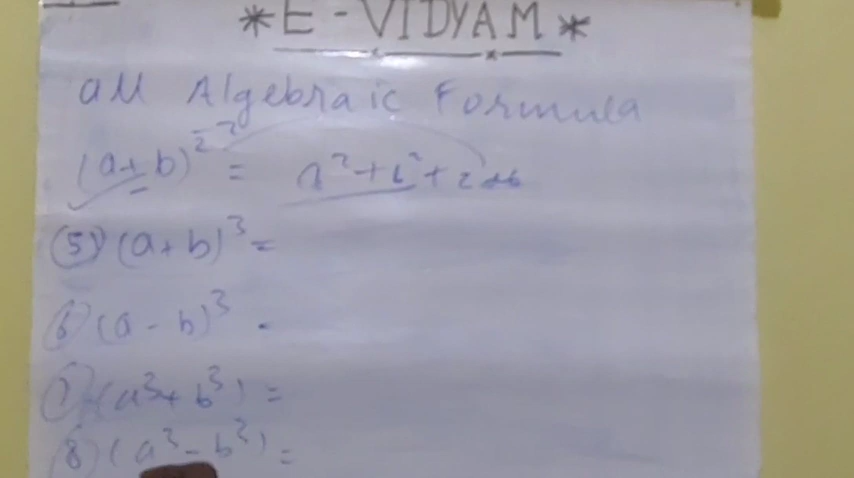 *E-VIDYAM*
all Algebraic Formula
(a+b)² = a²+b²+2ab
(5) (a+b)³ =
(6) (a-b)³ -
(7) (a³+b³) =
(8) (a³-b³) =